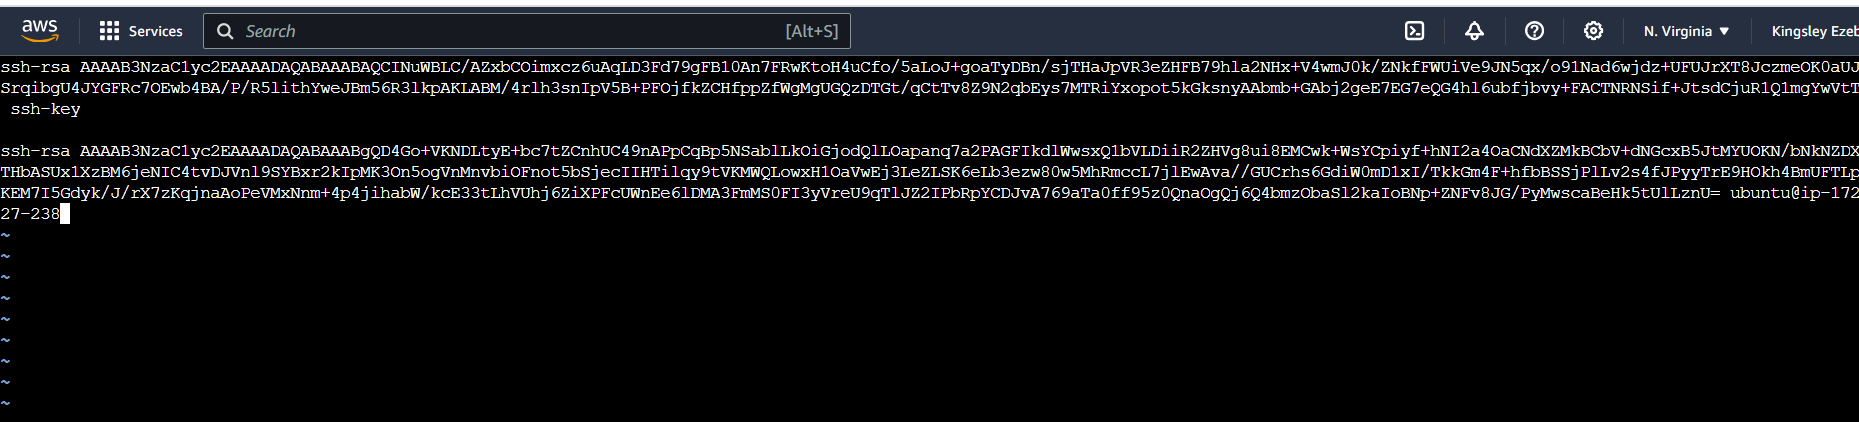 aws
Services
Search
[Alt+S]
N. Virginia
Kingsley Ezeb
ssh-rsa AAAAB3NzaC1yc2EAAAADAQABAAABAQCINuWBLC/AZxbCOimxcz6uAqLD3Fd79gFB10An7FRwKtoH4uCfo/5aLoJ+goaTyDBn/sjTHaJpVR3eZHFB79hla2NHx+V4wmJ0k/ZNkfFWUiVe9JN5qx/o91Nad6wjdz+UFUJrXT8JczmeOK0aUJ
SrqibgU4JYGFRc7OEwb4BA/P/R5lithYweJBm56R3lkpAKLABM/4rlh3snIpV5B+PFOjfkZCHfppZfWgMgUGQzDTGt/qCtTv8Z9N2qbEys7MTRiYxopot5kGksnyAAbmb+GAbj2geE7EG7eQG4hl6ubfjbvy+FACTNRNSif+JtsdCjuR1Q1mgYwVtT
ssh-key
ssh-rsa AAAAB3NzaC1yc2EAAAADAQABAAABgQD4Go+VKNDLtyE+bc7tZCnhUC49nAPpCqBp5NSablLkOiGjodQlLOapanq7a2PAGFIkdlWwsxQ1bVLDiiR2ZHVg8ui8EMCwk+WsYCpiyf+hNI2a4OaCNdXZMkBCbV+dNGcxB5JtMYUOKN/bNkNZDX
THbASUx1XzBM6jeNIC4tvDJVnl9SYBxr2kIpMK3On5ogVnMnvbiOFnot5bSjecIIHTilqy9tVKMWQLowxH1OaVwEj3LeZLSK6eLb3ezw80w5MhRmccL7jlEwAva//GUCrhs6GdiW0mD1xI/TkkGm4F+hfbBSSjPlLv2s4fJPyyTrE9HOkh4BmUFTLp
KEM7I5Gdyk/J/rX7zKqjnaAoPeVMxNnm+4p4jihabW/kcE33tLhVUhj6ZiXPFcUWnEe6lDMA3FmMS0FI3yVreU9qTlJZ2IPbRpYCDJvA769aTa0ff95z0QnaOgQj6Q4bmzObaSl2kaIoBNp+ZNFv8JG/PyMwscaBeHk5tUlLznU= ubuntu@ip-172
27-238
~
~
~
~
~
~
~
~
~